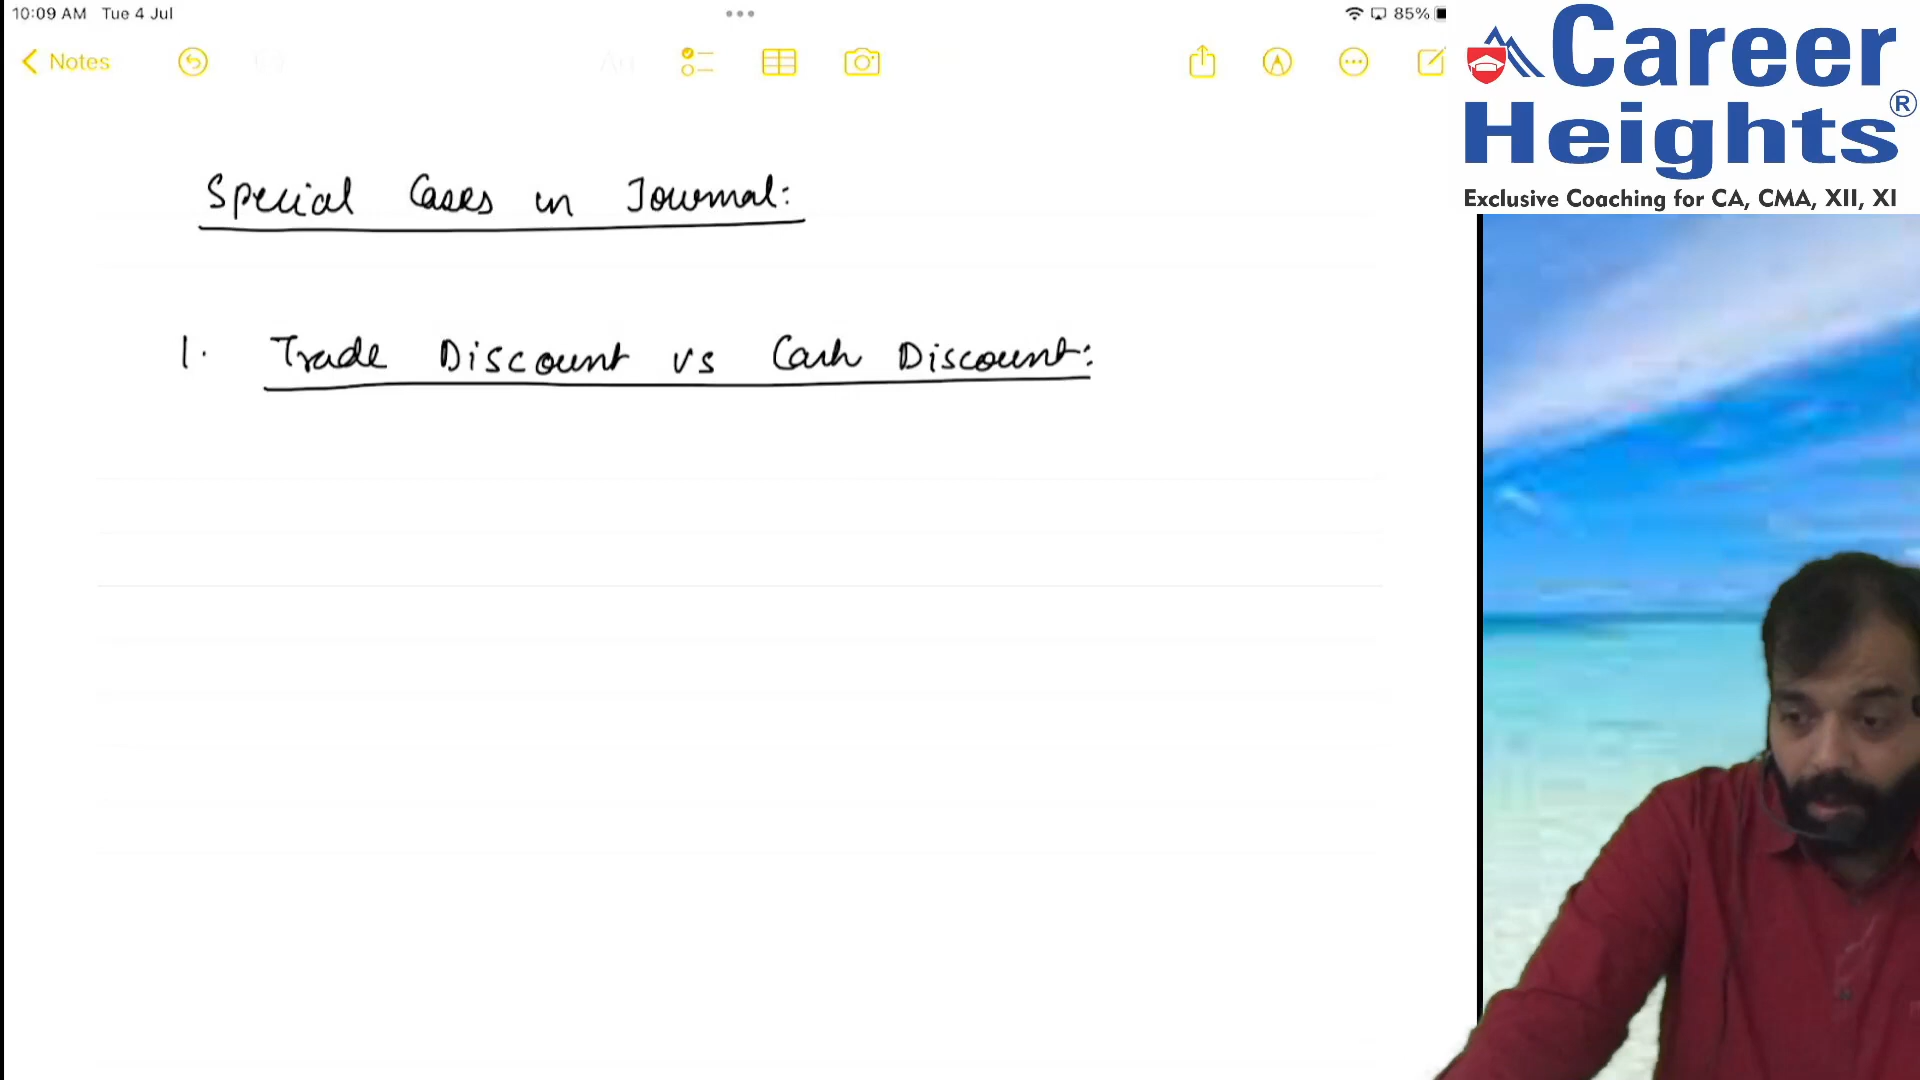 10:09 AM Tue 4 Jul
85%
Notes
Career
Heights®
Exclusive Coaching for CA, CMA, XII, XI
Special Cases in Journal:
1. Trade Discount vs Cash Discount: